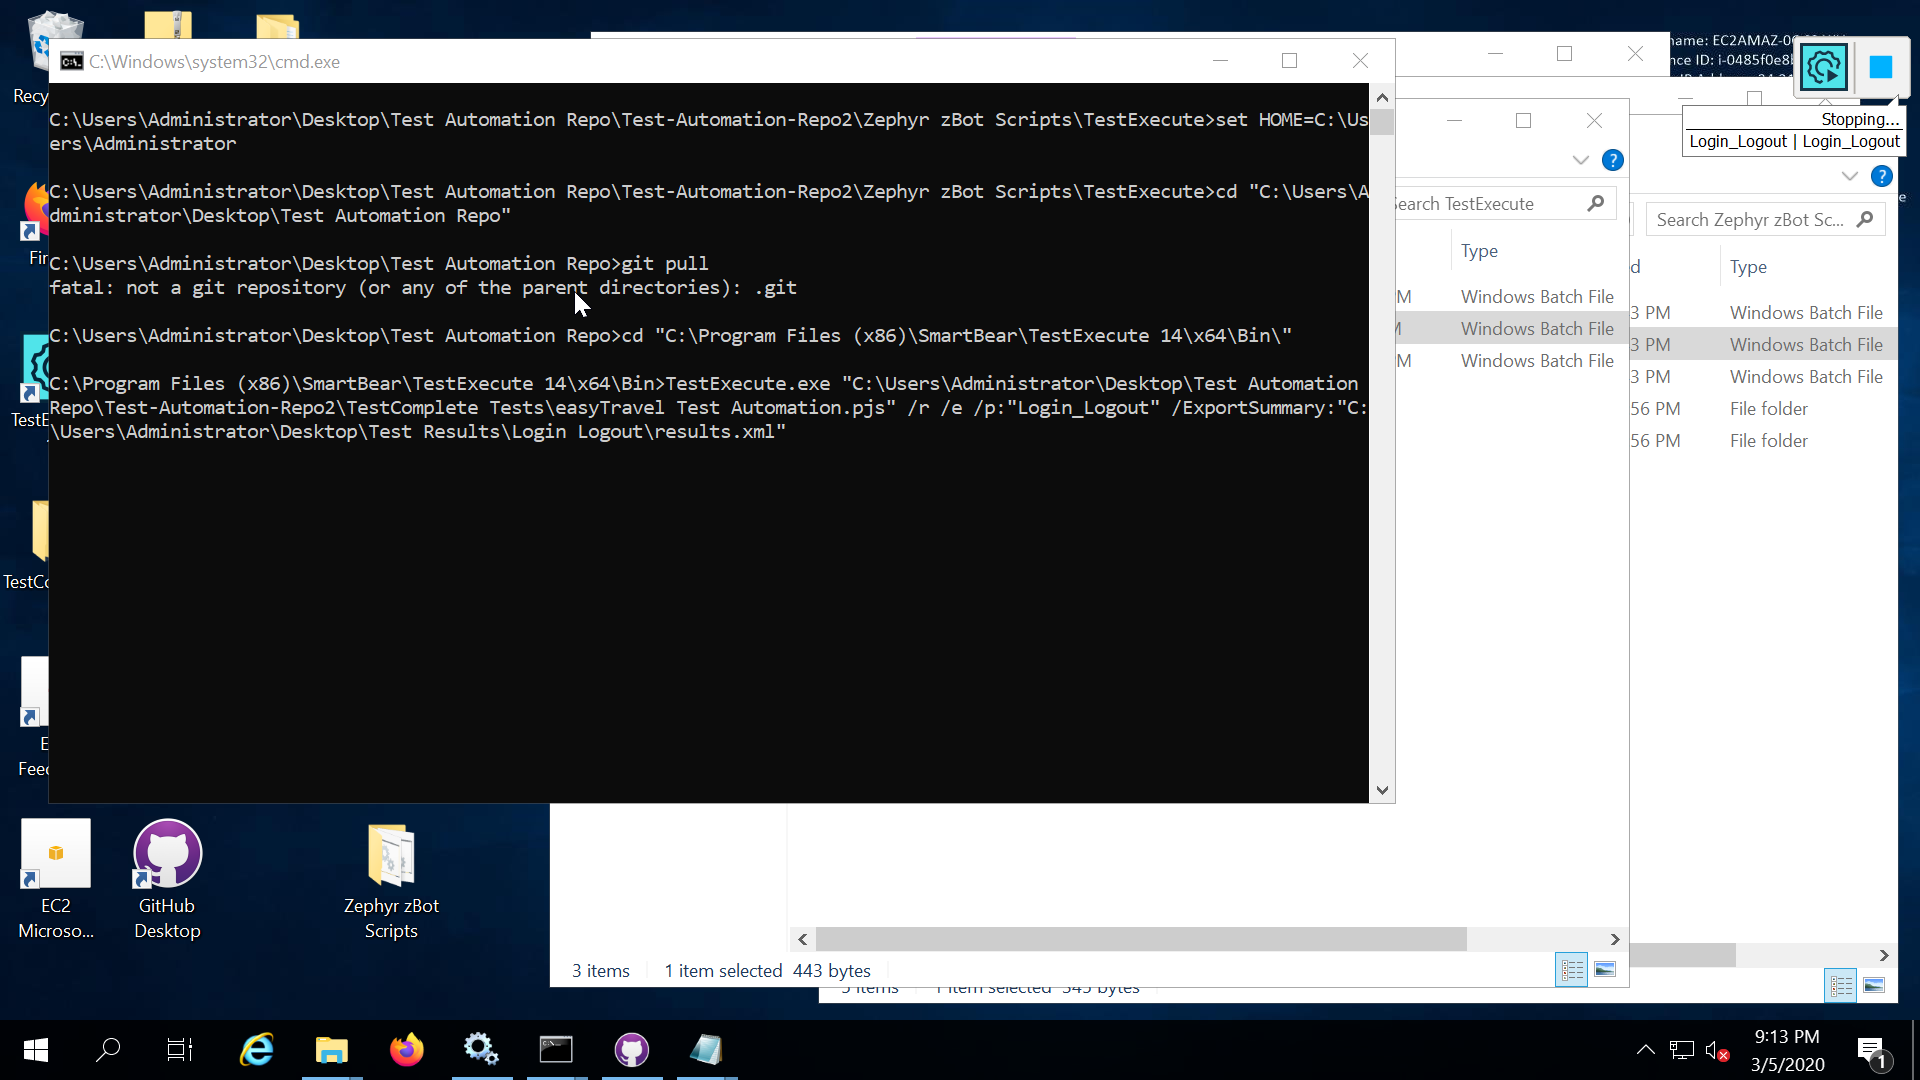 Recy
C:\Windows\system32\cmd.exe
C:\Users\Administrator\Desktop\Test Automation Repo\Test-Automation-Repo2\Zephyr zBot Scripts\TestExecute>set HOME=C:\Us
ers\Administrator
C:\Users\Administrator\Desktop\Test Automation Repo\Test-Automation-Repo2\Zephyr zBot Scripts\TestExecute>cd "C:\Users\A
dministrator\Desktop\Test Automation Repo"
C:\Users\Administrator\Desktop\Test Automation Repo>git pull
fatal: not a git repository (or any of the parent directories): .git
C:\Users\Administrator\Desktop\Test Automation Repo>cd "C:\Program Files (x86)\SmartBear\TestExecute 14\x64\Bin\"
C:\Program Files (x86)\SmartBear\TestExecute 14\x64\Bin>TestExecute.exe "C:\Users\Administrator\Desktop\Test Automation
Repo\Test-Automation-Repo2\TestComplete Tests\easyTravel Test Automation.pjs" /r /e /p:"Login_Logout" /ExportSummary:"C:
\Users\Administrator\Desktop\Test Results\Login Logout\results.xml"
name: EC2AMAZ-0
nce ID: i-0485f0e8
Stopping...
Login_Logout | Login_Logout
Search TestExecute
Search Zephyr zBot Sc...
Type
M Windows Batch File
Windows Batch File
M Windows Batch File
d Type
3 PM Windows Batch File
3 PM Windows Batch File
3 PM Windows Batch File
56 PM File folder
56 PM File folder
Fir
TestE
TestCo
E
Feed
EC2
Microso...
GitHub
Desktop
Zephyr zBot
Scripts
3 items 1 item selected 443 bytes
5 items 1 item selected 345 bytes
9:13 PM
3/5/2020
1